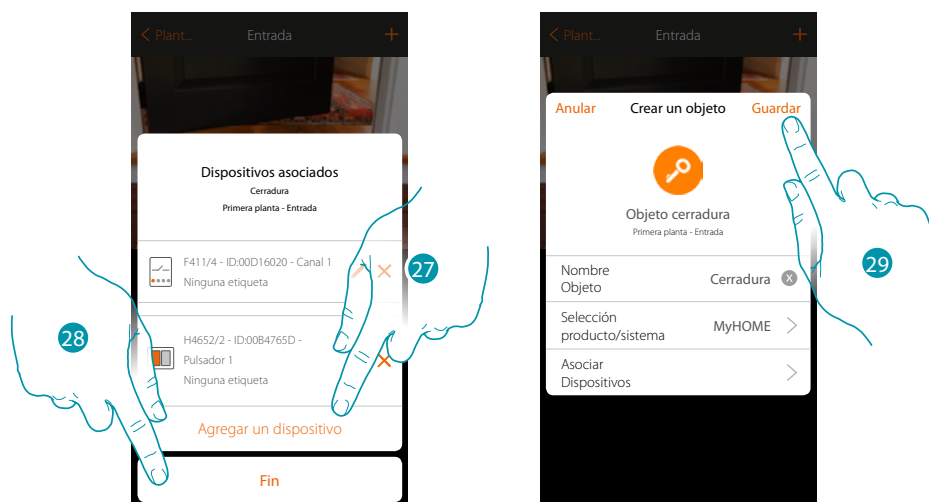 Plant... Entrada +
Dispositivos asociados
Cerradura
Primera planta - Entrada
F411/4 - ID:00D16020 - Canal 1
Ninguna etiqueta
H4652/2 - ID:00B4765D -
Pulsador 1
Ninguna etiqueta
Agregar un dispositivo
Fin
27
28
Plant... Entrada +
Anular Crear un objeto Guardar
Objeto cerradura
Primera planta - Entrada
Nombre
Objeto
Cerradura X
Selección
producto/sistema
MyHOME
Asociar
Dispositivos
29